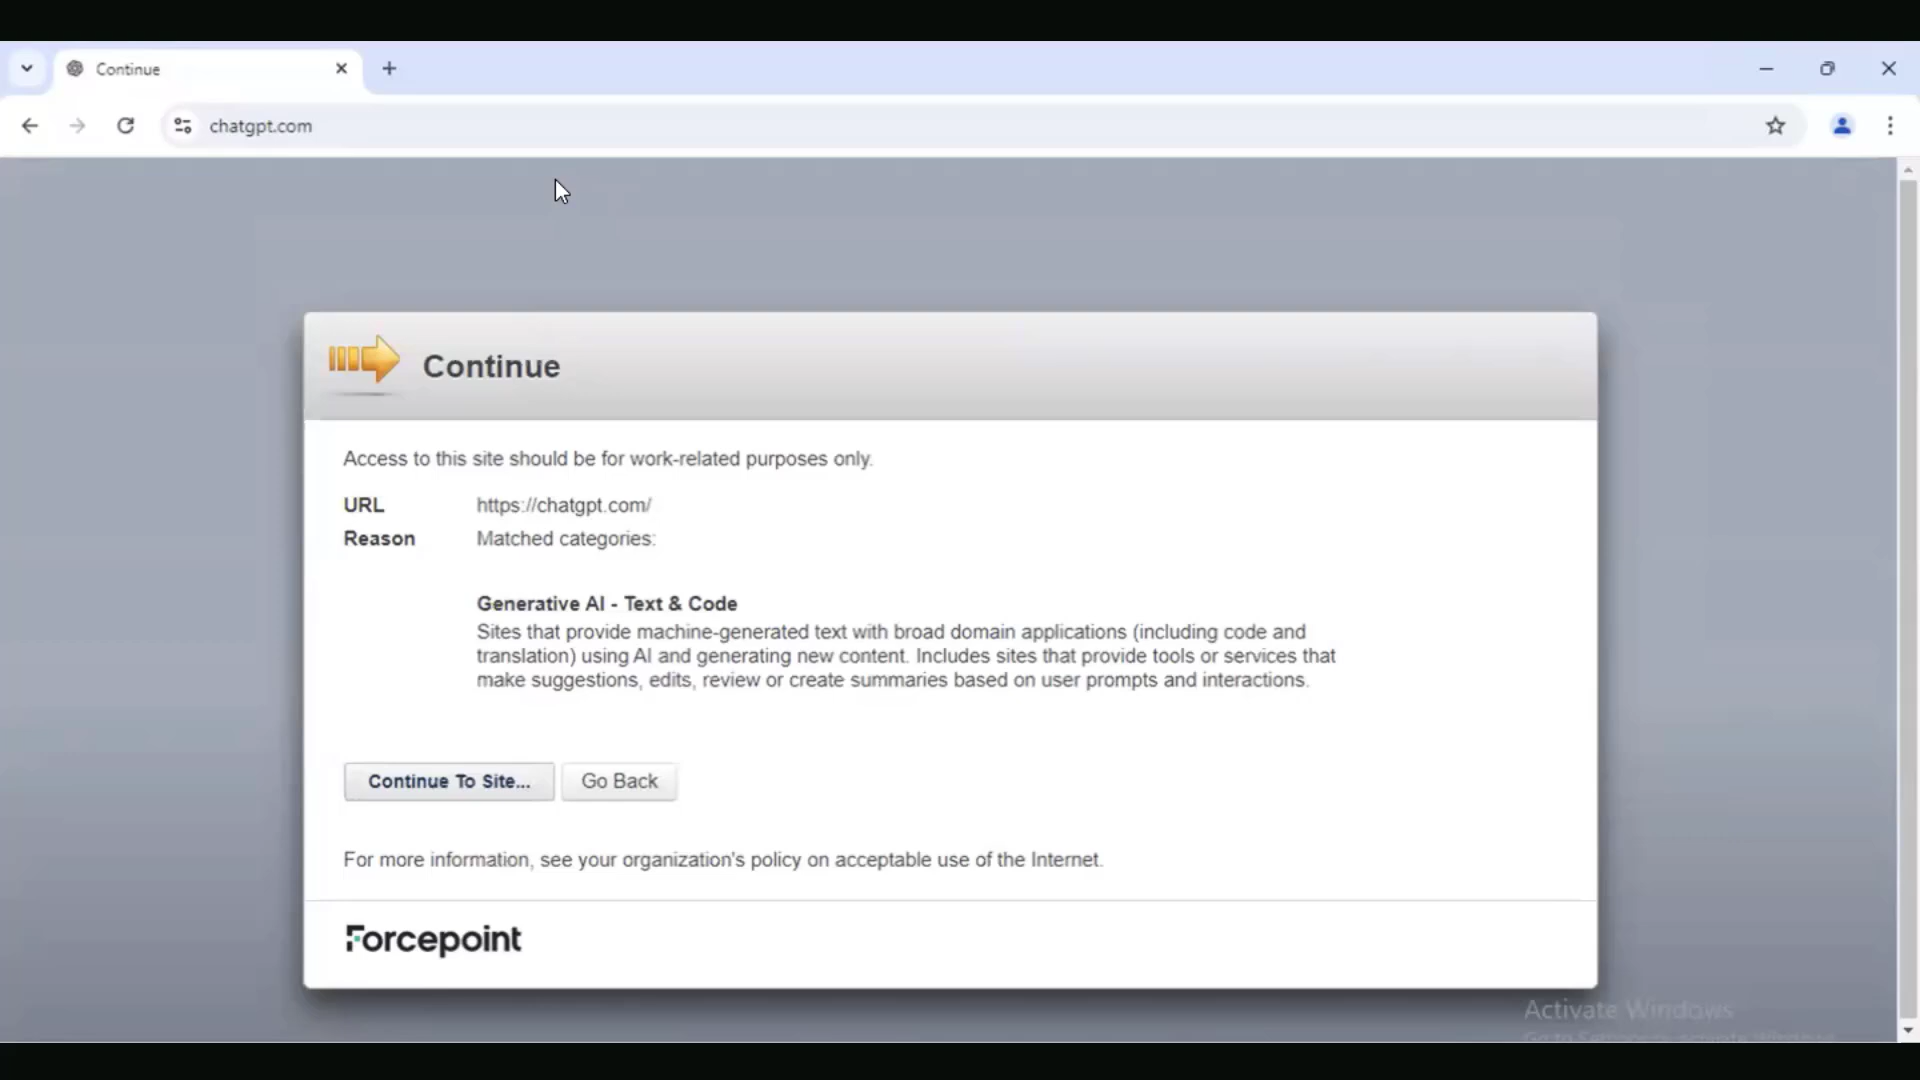 Continue
chatgpt.com
Continue
Access to this site should be for work-related purposes only.
URL https://chatgpt.com/
Reason Matched categories:
Generative AI - Text & Code
Sites that provide machine-generated text with broad domain applications (including code and
translation) using AI and generating new content. Includes sites that provide tools or services that
make suggestions, edits, review or create summaries based on user prompts and interactions.
Continue To Site... Go Back
For more information, see your organization's policy on acceptable use of the Internet.
Forcepoint
Activate Windows